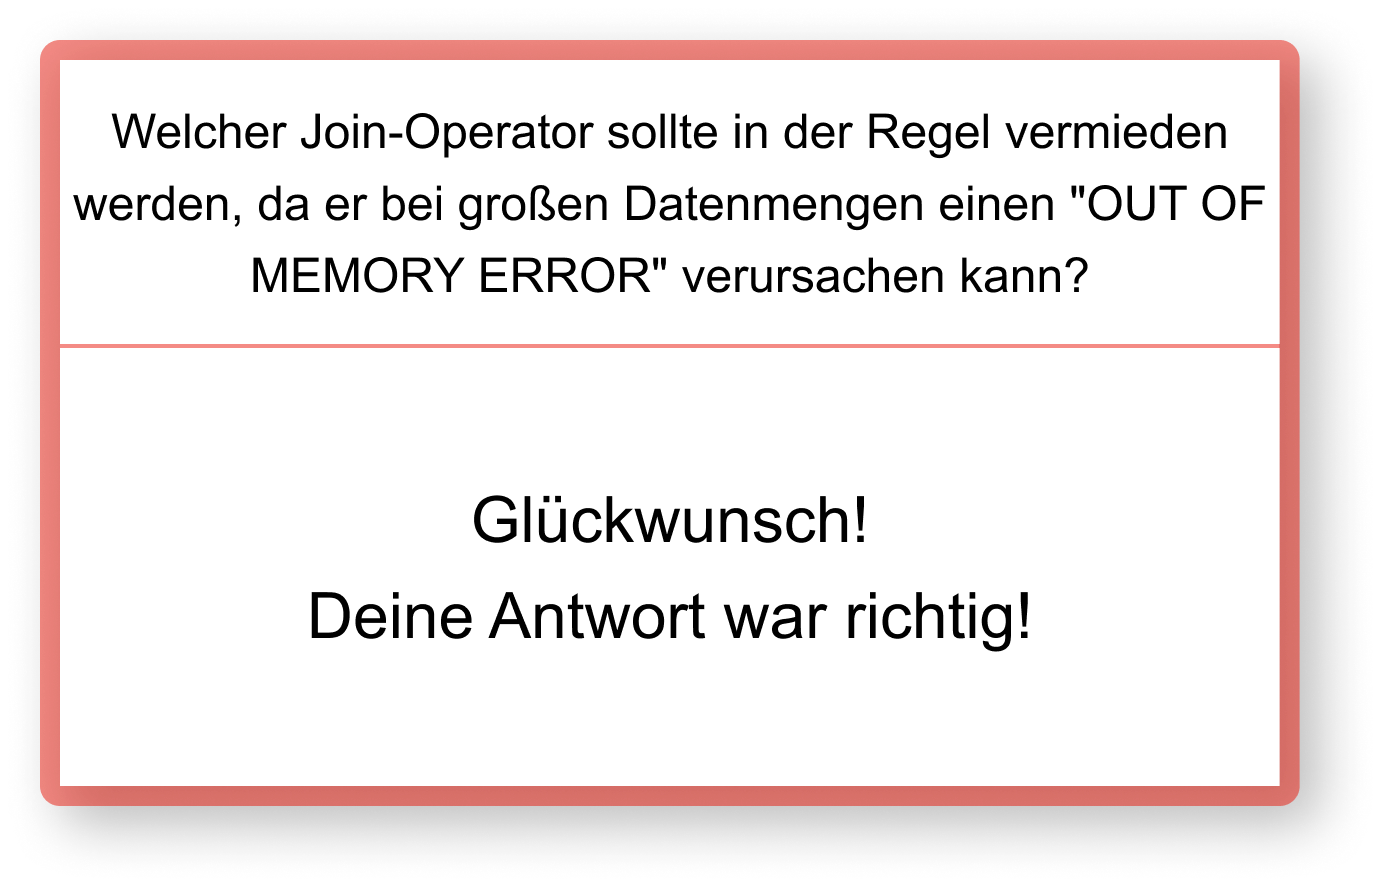 Welcher Join-Operator sollte in der Regel vermieden
werden, da er bei großen Datenmengen einen "OUT OF
MEMORY ERROR" verursachen kann?
Glückwunsch!
Deine Antwort war richtig!